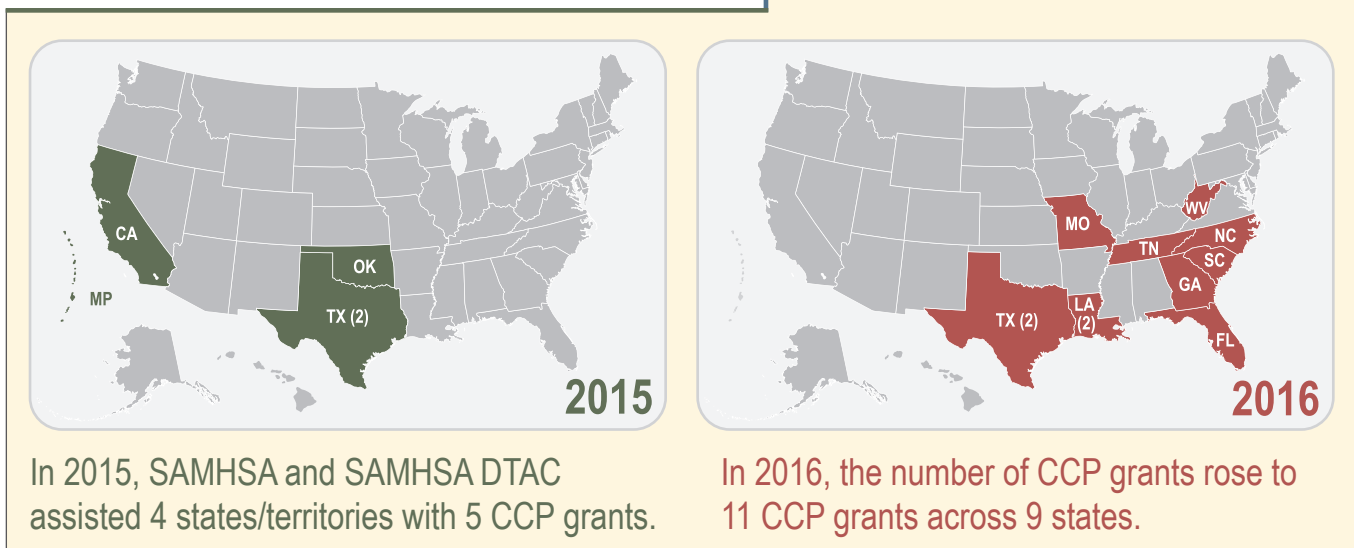 CA
OK
MP
TX (2)
2015
MO
WV
TN
NC
SC
GA
TX (2)
LA
(2)
FL
2016
In 2015, SAMHSA and SAMHSA DTAC
assisted 4 states/territories with 5 CCP grants.
In 2016, the number of CCP grants rose to
11 CCP grants across 9 states.